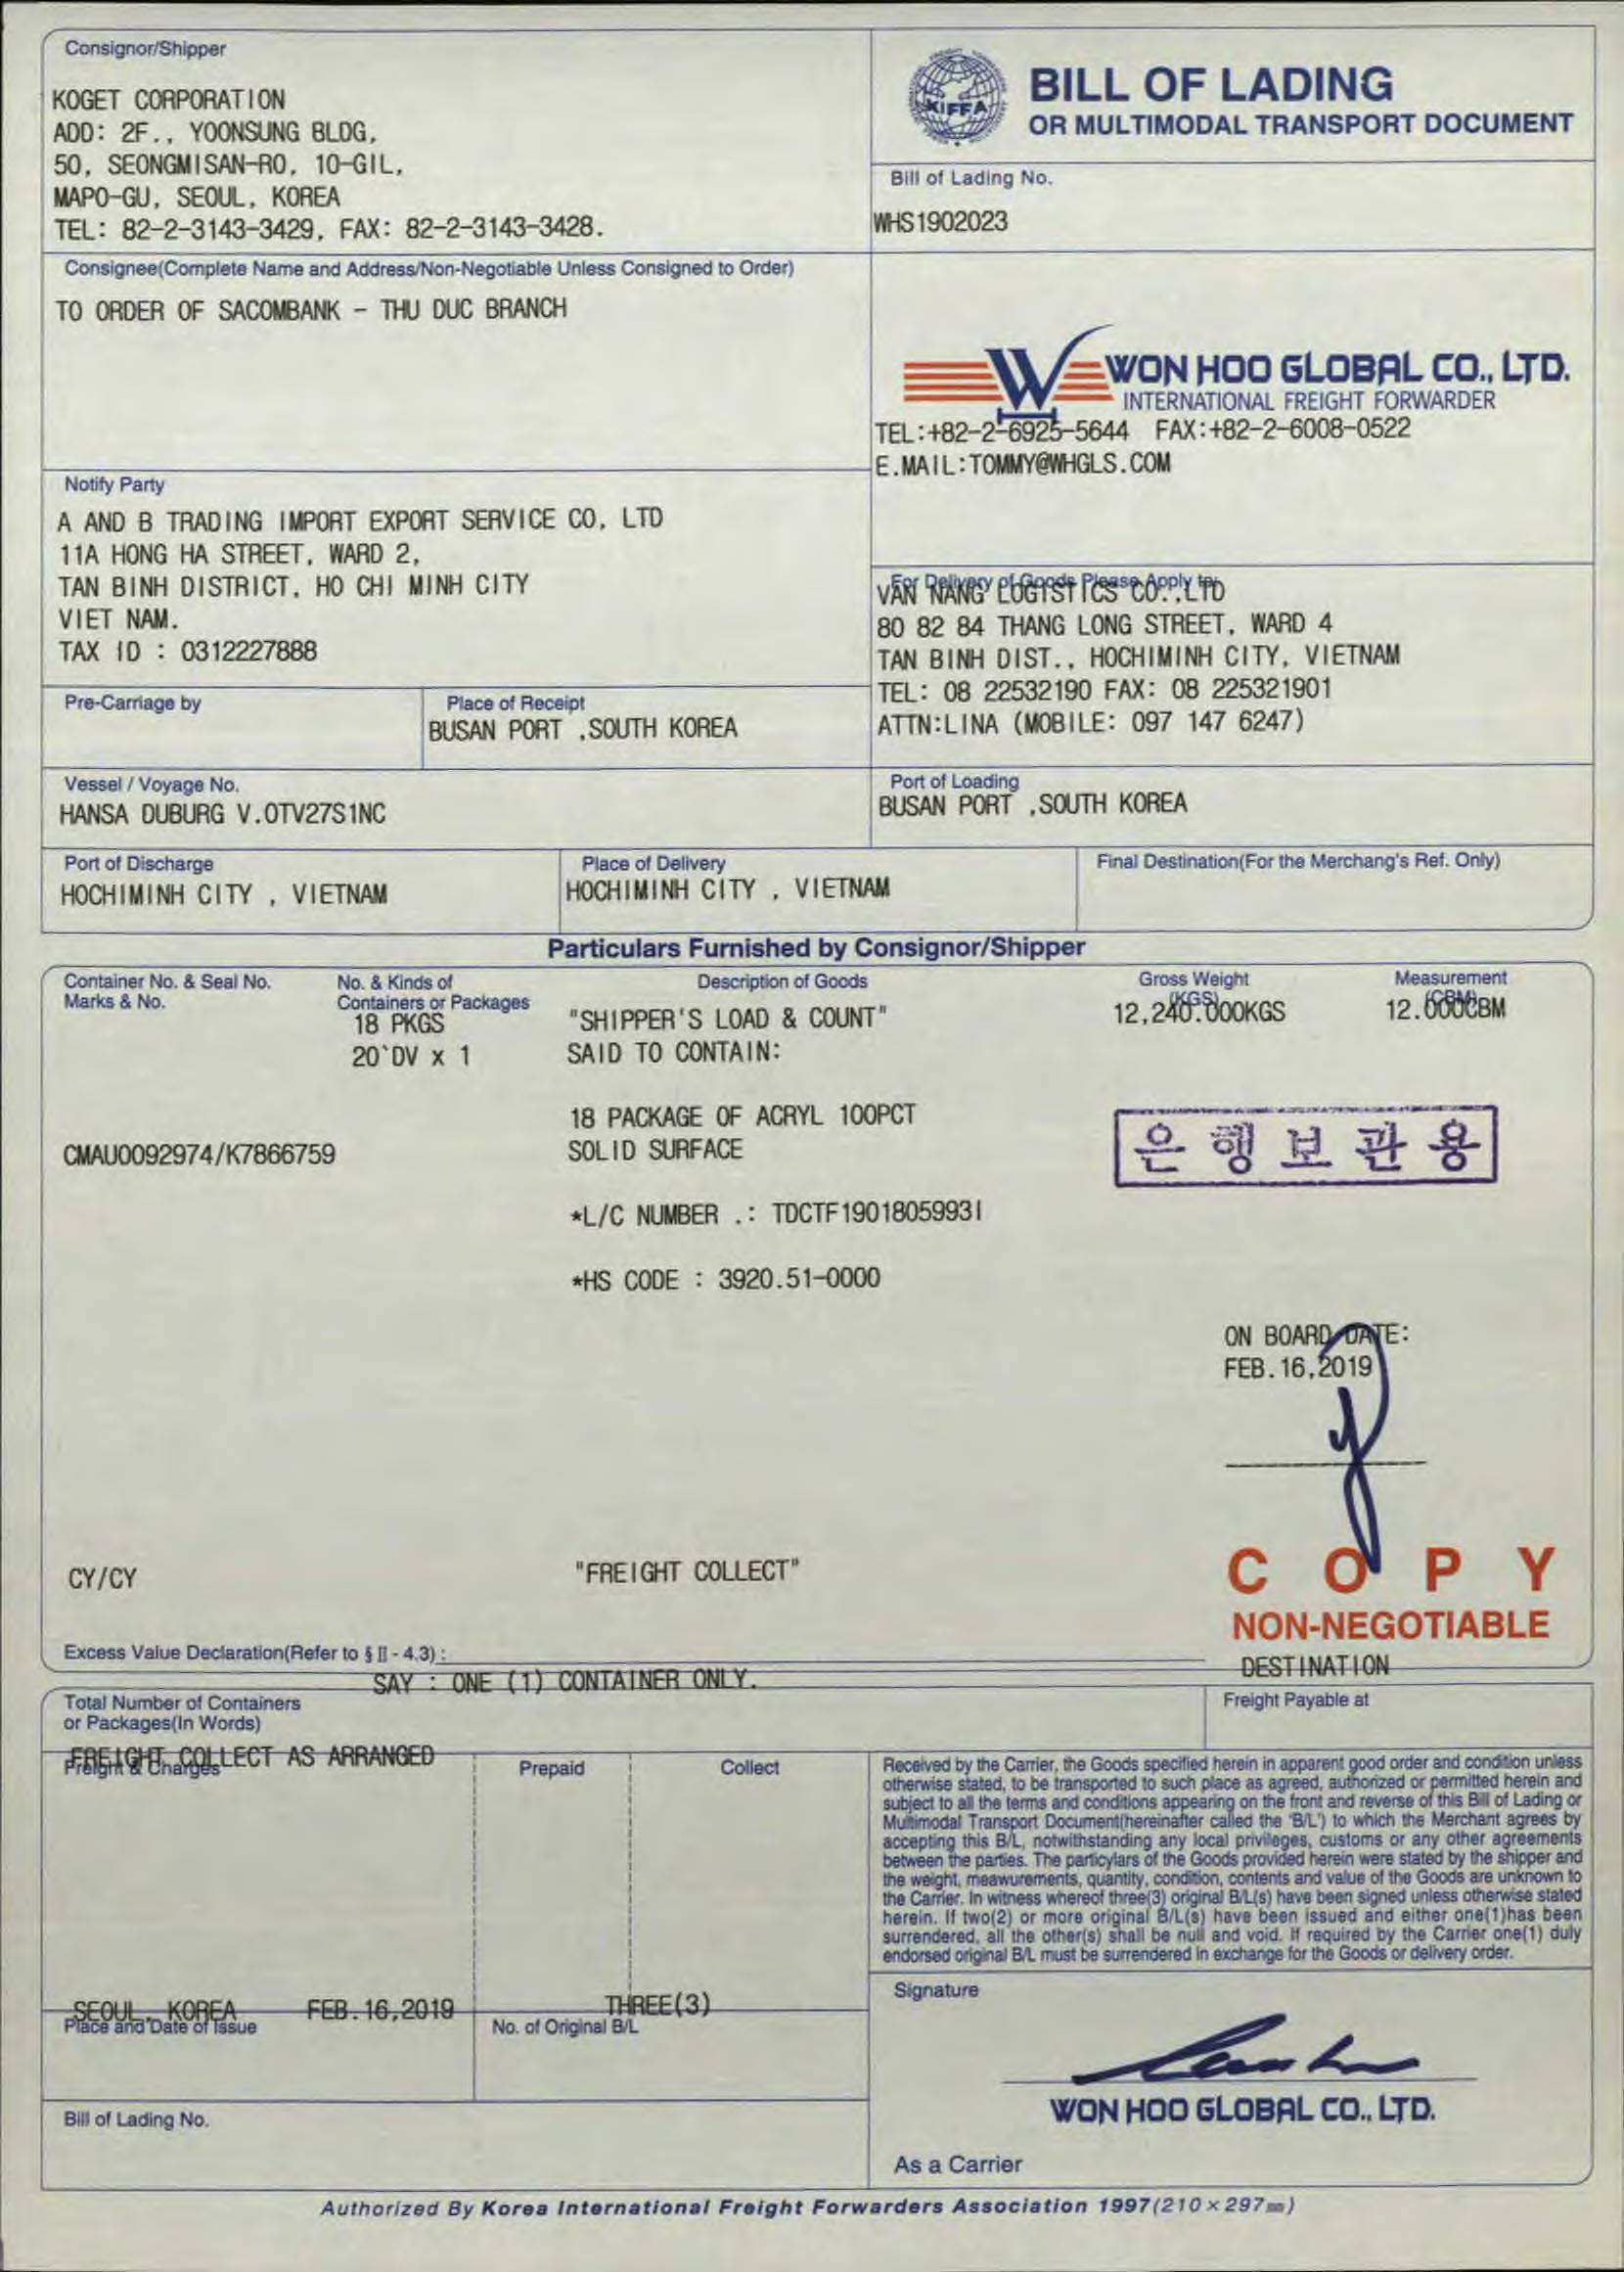 Consignor/Shipper
KOGET CORPORATION
ADD: 2F., YOONSUNG BLDG,
50, SEONGMISAN-RO, 10-GIL,
MAPO-GU, SEOUL, KOREA
TEL: 82-2-3143-3429, FAX: 82-2-3143-3428.
KIFFA
BILL OF LADING
OR MULTIMODAL TRANSPORT DOCUMENT
Bill of Lading No.
WHS1902023
Consignee(Complete Name and Address/Non-Negotiable Unless Consigned to Order)
TO ORDER OF SACOMBANK - THU DUC BRANCH
W WON HOO GLOBAL CO., LTD.
INTERNATIONAL FREIGHT FORWARDER
TEL:+82-2-6925-5644 FAX:+82-2-6008-0522
E.MAIL:TOMMY@WHGLS.COM
Notify Party
A AND B TRADING IMPORT EXPORT SERVICE CO, LTD
11A HONG HA STREET, WARD 2,
TAN BINH DISTRICT, HO CHI MINH CITY
VIET NAM.
TAX ID : 0312227888
For Delivery of Goods Please Apply to:
VAN NANG LOGISTICS CO.,LTD
80 82 84 THANG LONG STREET, WARD 4
TAN BINH DIST., HOCHIMINH CITY, VIETNAM
TEL: 08 22532190 FAX: 08 225321901
ATTN:LINA (MOBILE: 097 147 6247)
Pre-Carriage by
Place of Receipt
BUSAN PORT ,SOUTH KOREA
Vessel / Voyage No.
HANSA DUBURG V.OTV27S1NC
Port of Loading
BUSAN PORT ,SOUTH KOREA
Port of Discharge
HOCHIMINH CITY , VIETNAM
Place of Delivery
HOCHIMINH CITY , VIETNAM
Final Destination(For the Merchang's Ref. Only)
Particulars Furnished by Consignor/Shipper
Container No. & Seal No.
Marks & No.
No. & Kinds of
Containers or Packages
Description of Goods
Gross Weight
(KGS)
Measurement
(CBM)
18 PKGS
20`DV x 1
"SHIPPER'S LOAD & COUNT"
SAID TO CONTAIN:
12,240.000KGS
12.000CBM
18 PACKAGE OF ACRYL 100PCT
SOLID SURFACE
CMAU0092974/K7866759
은행보관용
*L/C NUMBER .: TDCTF19018059931
*HS CODE : 3920.51-0000
ON BOARD DATE:
FEB.16,2019
CY/CY
"FREIGHT COLLECT"
COPY
NON-NEGOTIABLE
Excess Value Declaration(Refer to § II - 4.3) :
SAY : ONE (1) CONTAINER ONLY.
DESTINATION
Total Number of Containers
or Packages(In Words)
Freight Payable at
FREIGHT COLLECT AS ARRANGED
Freight & Charges
Prepaid
Collect
Received by the Carrier, the Goods specified herein in apparent good order and condition unless
otherwise stated, to be transported to such place as agreed, authorized or permitted herein and
subject to all the terms and conditions appearing on the front and reverse of this Bill of Lading or
Multimodal Transport Document(hereinafter called the 'B/L') to which the Merchant agrees by
accepting this B/L, notwithstanding any local privileges, customs or any other agreements
between the parties. The particylars of the Goods provided herein were stated by the shipper and
the weight, meawurements, quantity, condition, contents and value of the Goods are unknown to
the Carrier. In witness whereof three(3) original B/L(s) have been signed unless otherwise stated
herein. If two(2) or more original B/L(s) have been issued and either one(1)has been
surrendered, all the other(s) shall be null and void. If required by the Carrier one(1) duly
endorsed original B/L must be surrendered in exchange for the Goods or delivery order.
SEOUL, KOREA FEB.16,2019
Place and Date of Issue
THREE(3)
No. of Original B/L
Signature
WON HOO GLOBAL CO., LTD.
Bill of Lading No.
As a Carrier
Authorized By Korea International Freight Forwarders Association 1997(210×297㎜)